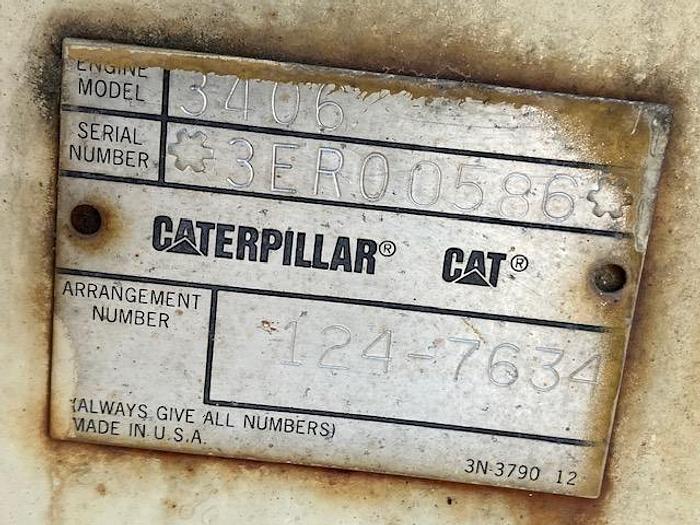 ENGINE
MODEL 3406
SERIAL
NUMBER 3ER00586
CATERPILLAR® CAT®
ARRANGEMENT
NUMBER 124-7634
(ALWAYS GIVE ALL NUMBERS)
MADE IN U.S.A.
3N-3790 12